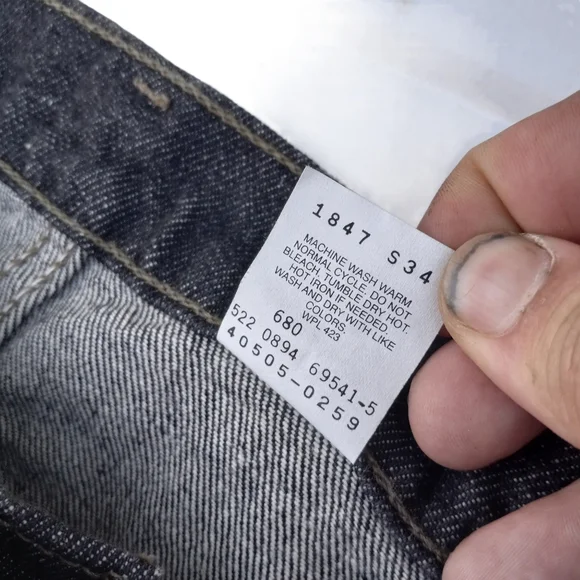 1847 S34
MACHINE WASH WARM
NORMAL CYCLE. DO NOT
BLEACH. TUMBLE DRY HOT.
HOT IRON IF NEEDED.
WASH AND DRY WITH LIKE
COLORS.
WPL 423
680
522 0894 69541-5
40505-0259